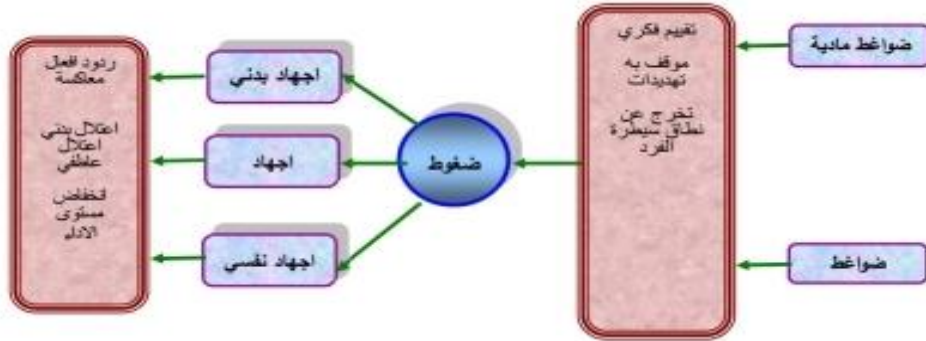 ضواغط مادية
ضواغط
تقييم فكري
موقف به
تهديدات
تخرج عن
نطاق سيطرة
الفرد
ضغوط
اجهاد بدني
اجهاد
اجهاد نفسي
ردود افعال
معاكسة
اعتلال بدني
اعتلال
عاطفي
انخفاض
مستوى
الاداء